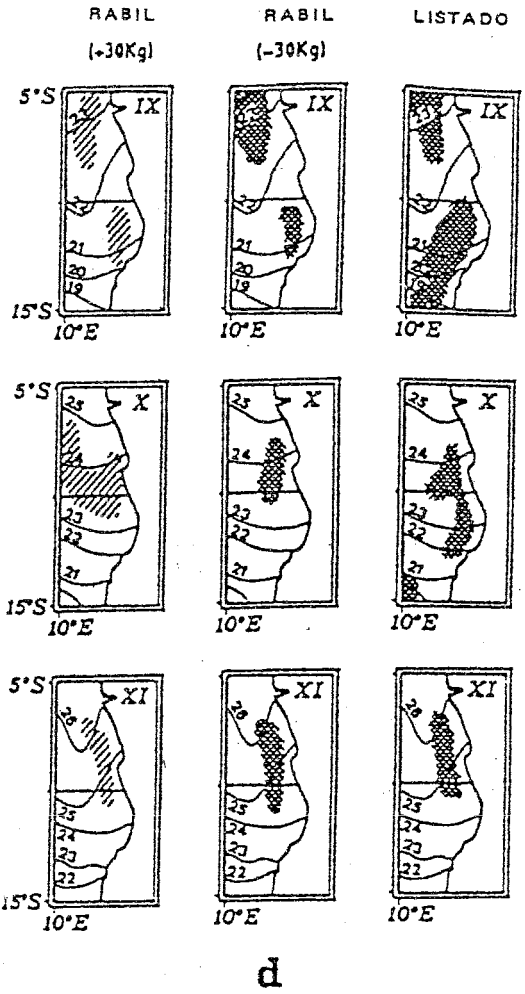 RABIL RABIL LISTADO
(+30Kg) (-30Kg)
5°S IX IX IX
21 21 21
20 20
19
15°S
10°E 10°E 10°E
5°S X X X
25 25 25
24 24 24
23 23 23
22 22 22
21 21
15°S
10°E 10°E 10°E
5°S XI XI XI
26 26 26
25 25 25
24 24 24
23 23 23
22 22 22
15°S
10°E 10°E 10°E
d